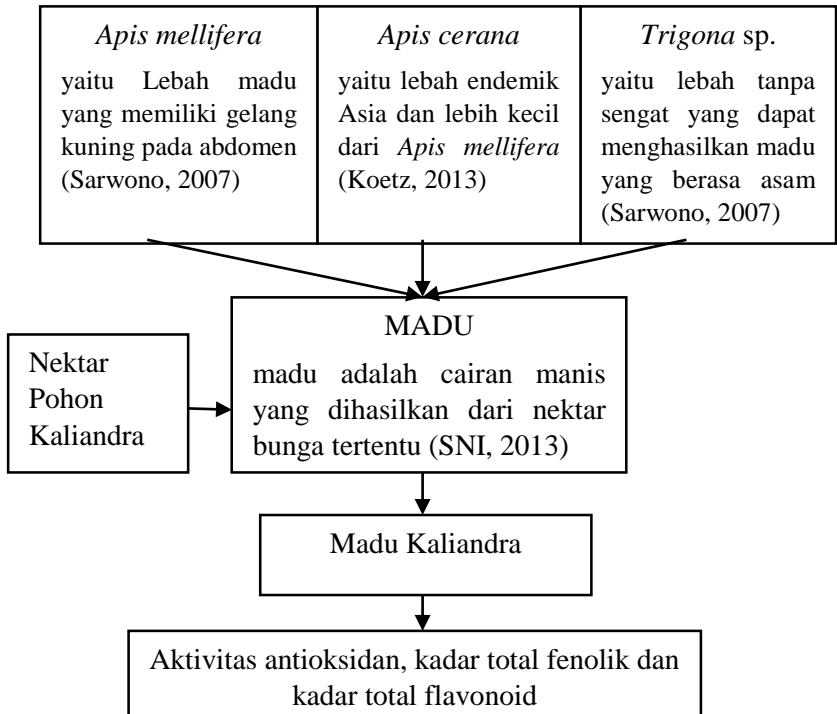 Apis mellifera
yaitu Lebah madu
yang memiliki gelang
kuning pada abdomen
(Sarwono, 2007)
Apis cerana
yaitu lebah endemik
Asia dan lebih kecil
dari Apis mellifera
(Koetz, 2013)
Trigona sp.
yaitu lebah tanpa
sengat yang dapat
menghasilkan madu
yang berasa asam
(Sarwono, 2007)
Nektar
Pohon
Kaliandra
MADU
madu adalah cairan manis
yang dihasilkan dari nektar
bunga tertentu (SNI, 2013)
Madu Kaliandra
Aktivitas antioksidan, kadar total fenolik dan
kadar total flavonoid